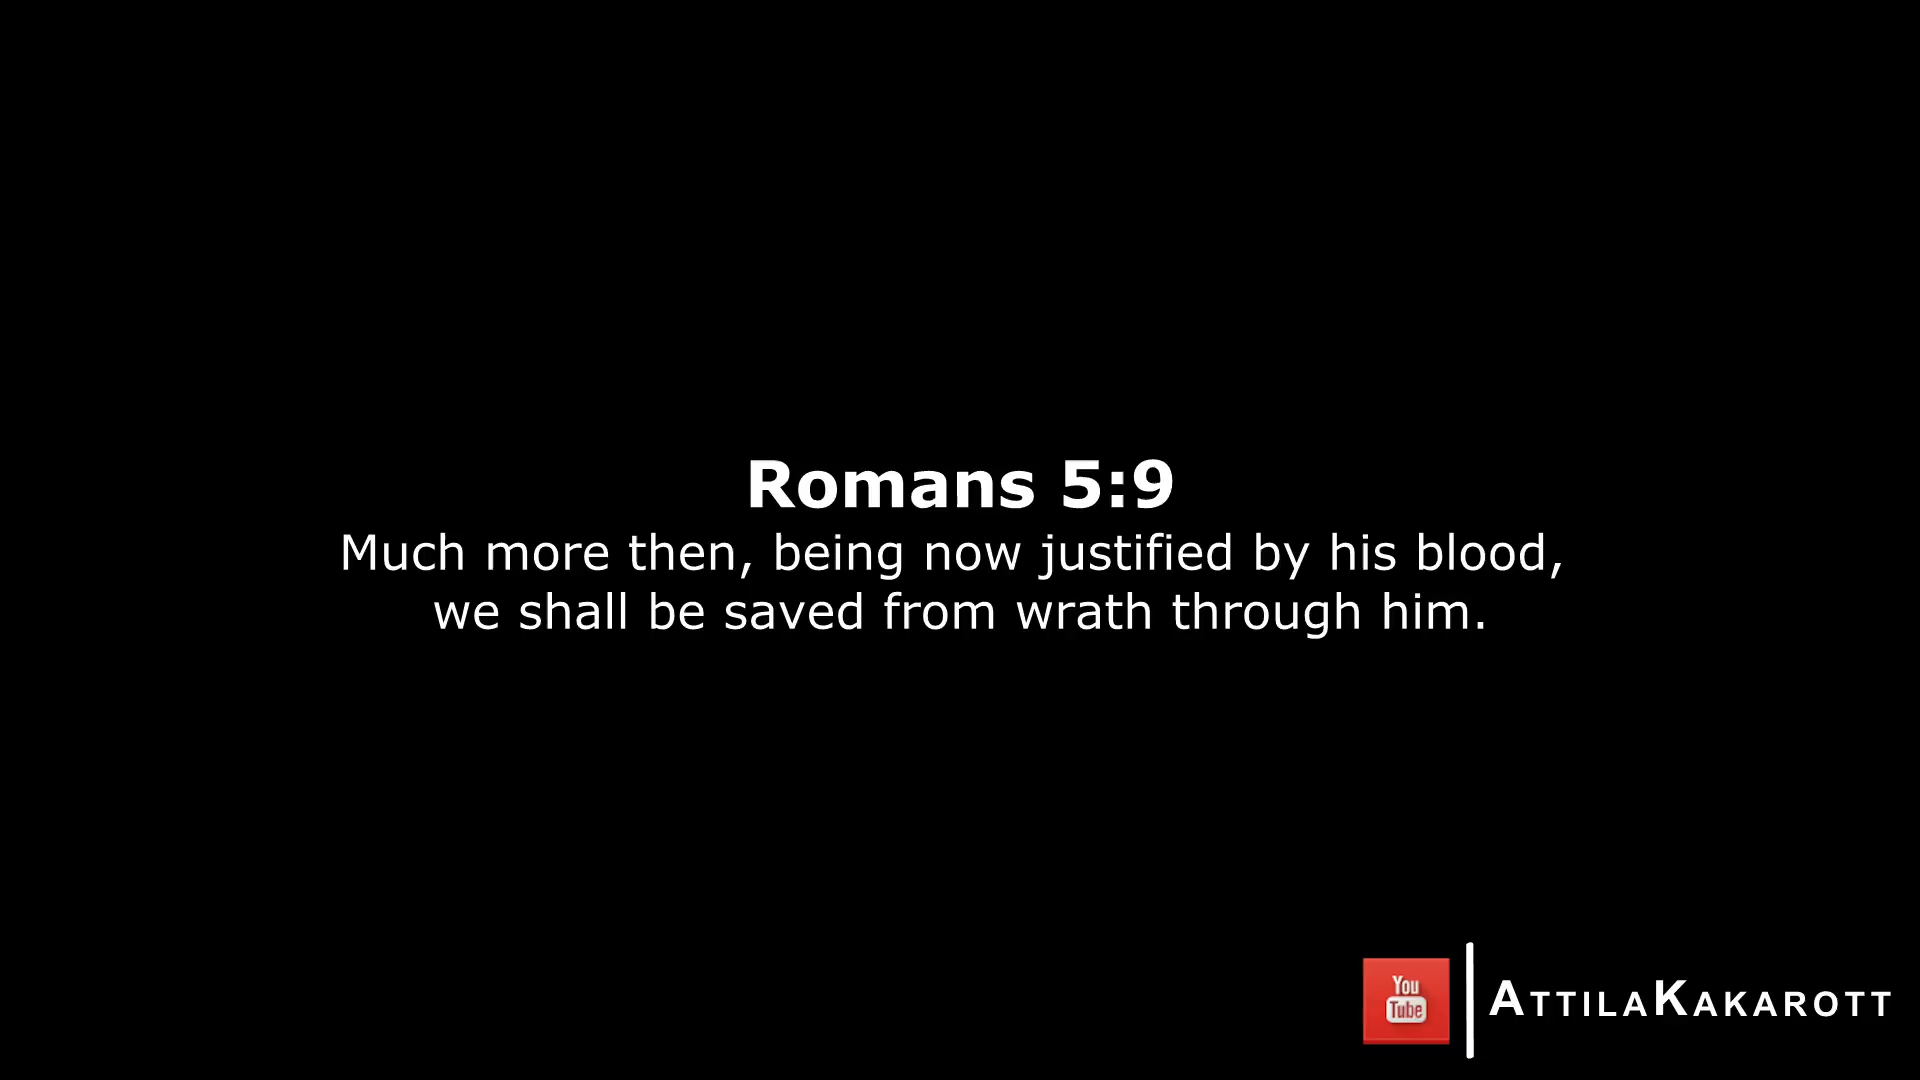 Romans 5:9
Much more then, being now justified by his blood,
we shall be saved from wrath through him.
You
Tube
ATTILAKAKAROTT